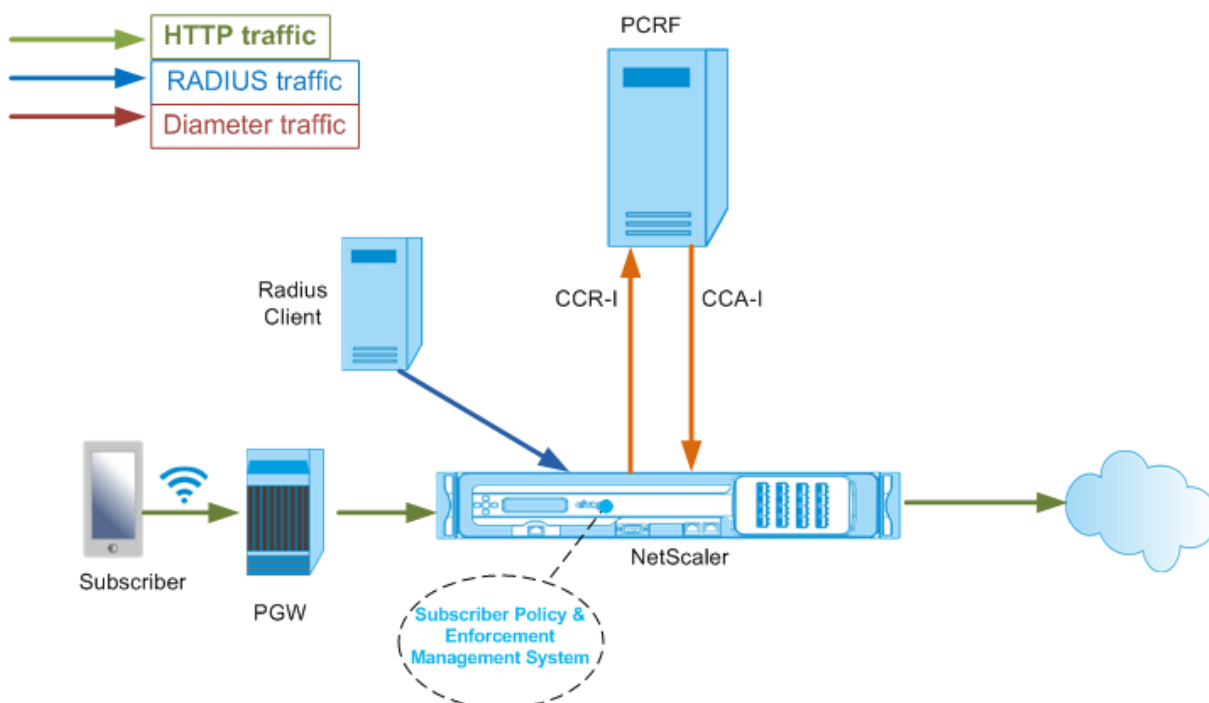 HTTP traffic
RADIUS traffic
Diameter traffic
PCRF
Radius
Client
CCR-I
CCA-I
Subscriber
PGW
NetScaler
Subscriber Policy &
Enforcement
Management System